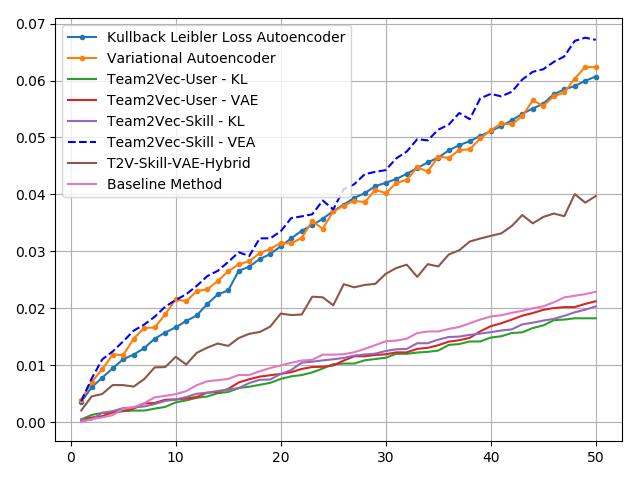 0.07
0.06
0.05
0.04
0.03
0.02
0.01
0.00
Kullback Leibler Loss Autoencoder
Variational Autoencoder
Team2Vec-User - KL
Team2Vec-User - VAE
Team2Vec-Skill - KL
Team2Vec-Skill - VEA
T2V-Skill-VAE-Hybrid
Baseline Method
0 10 20 30 40 50